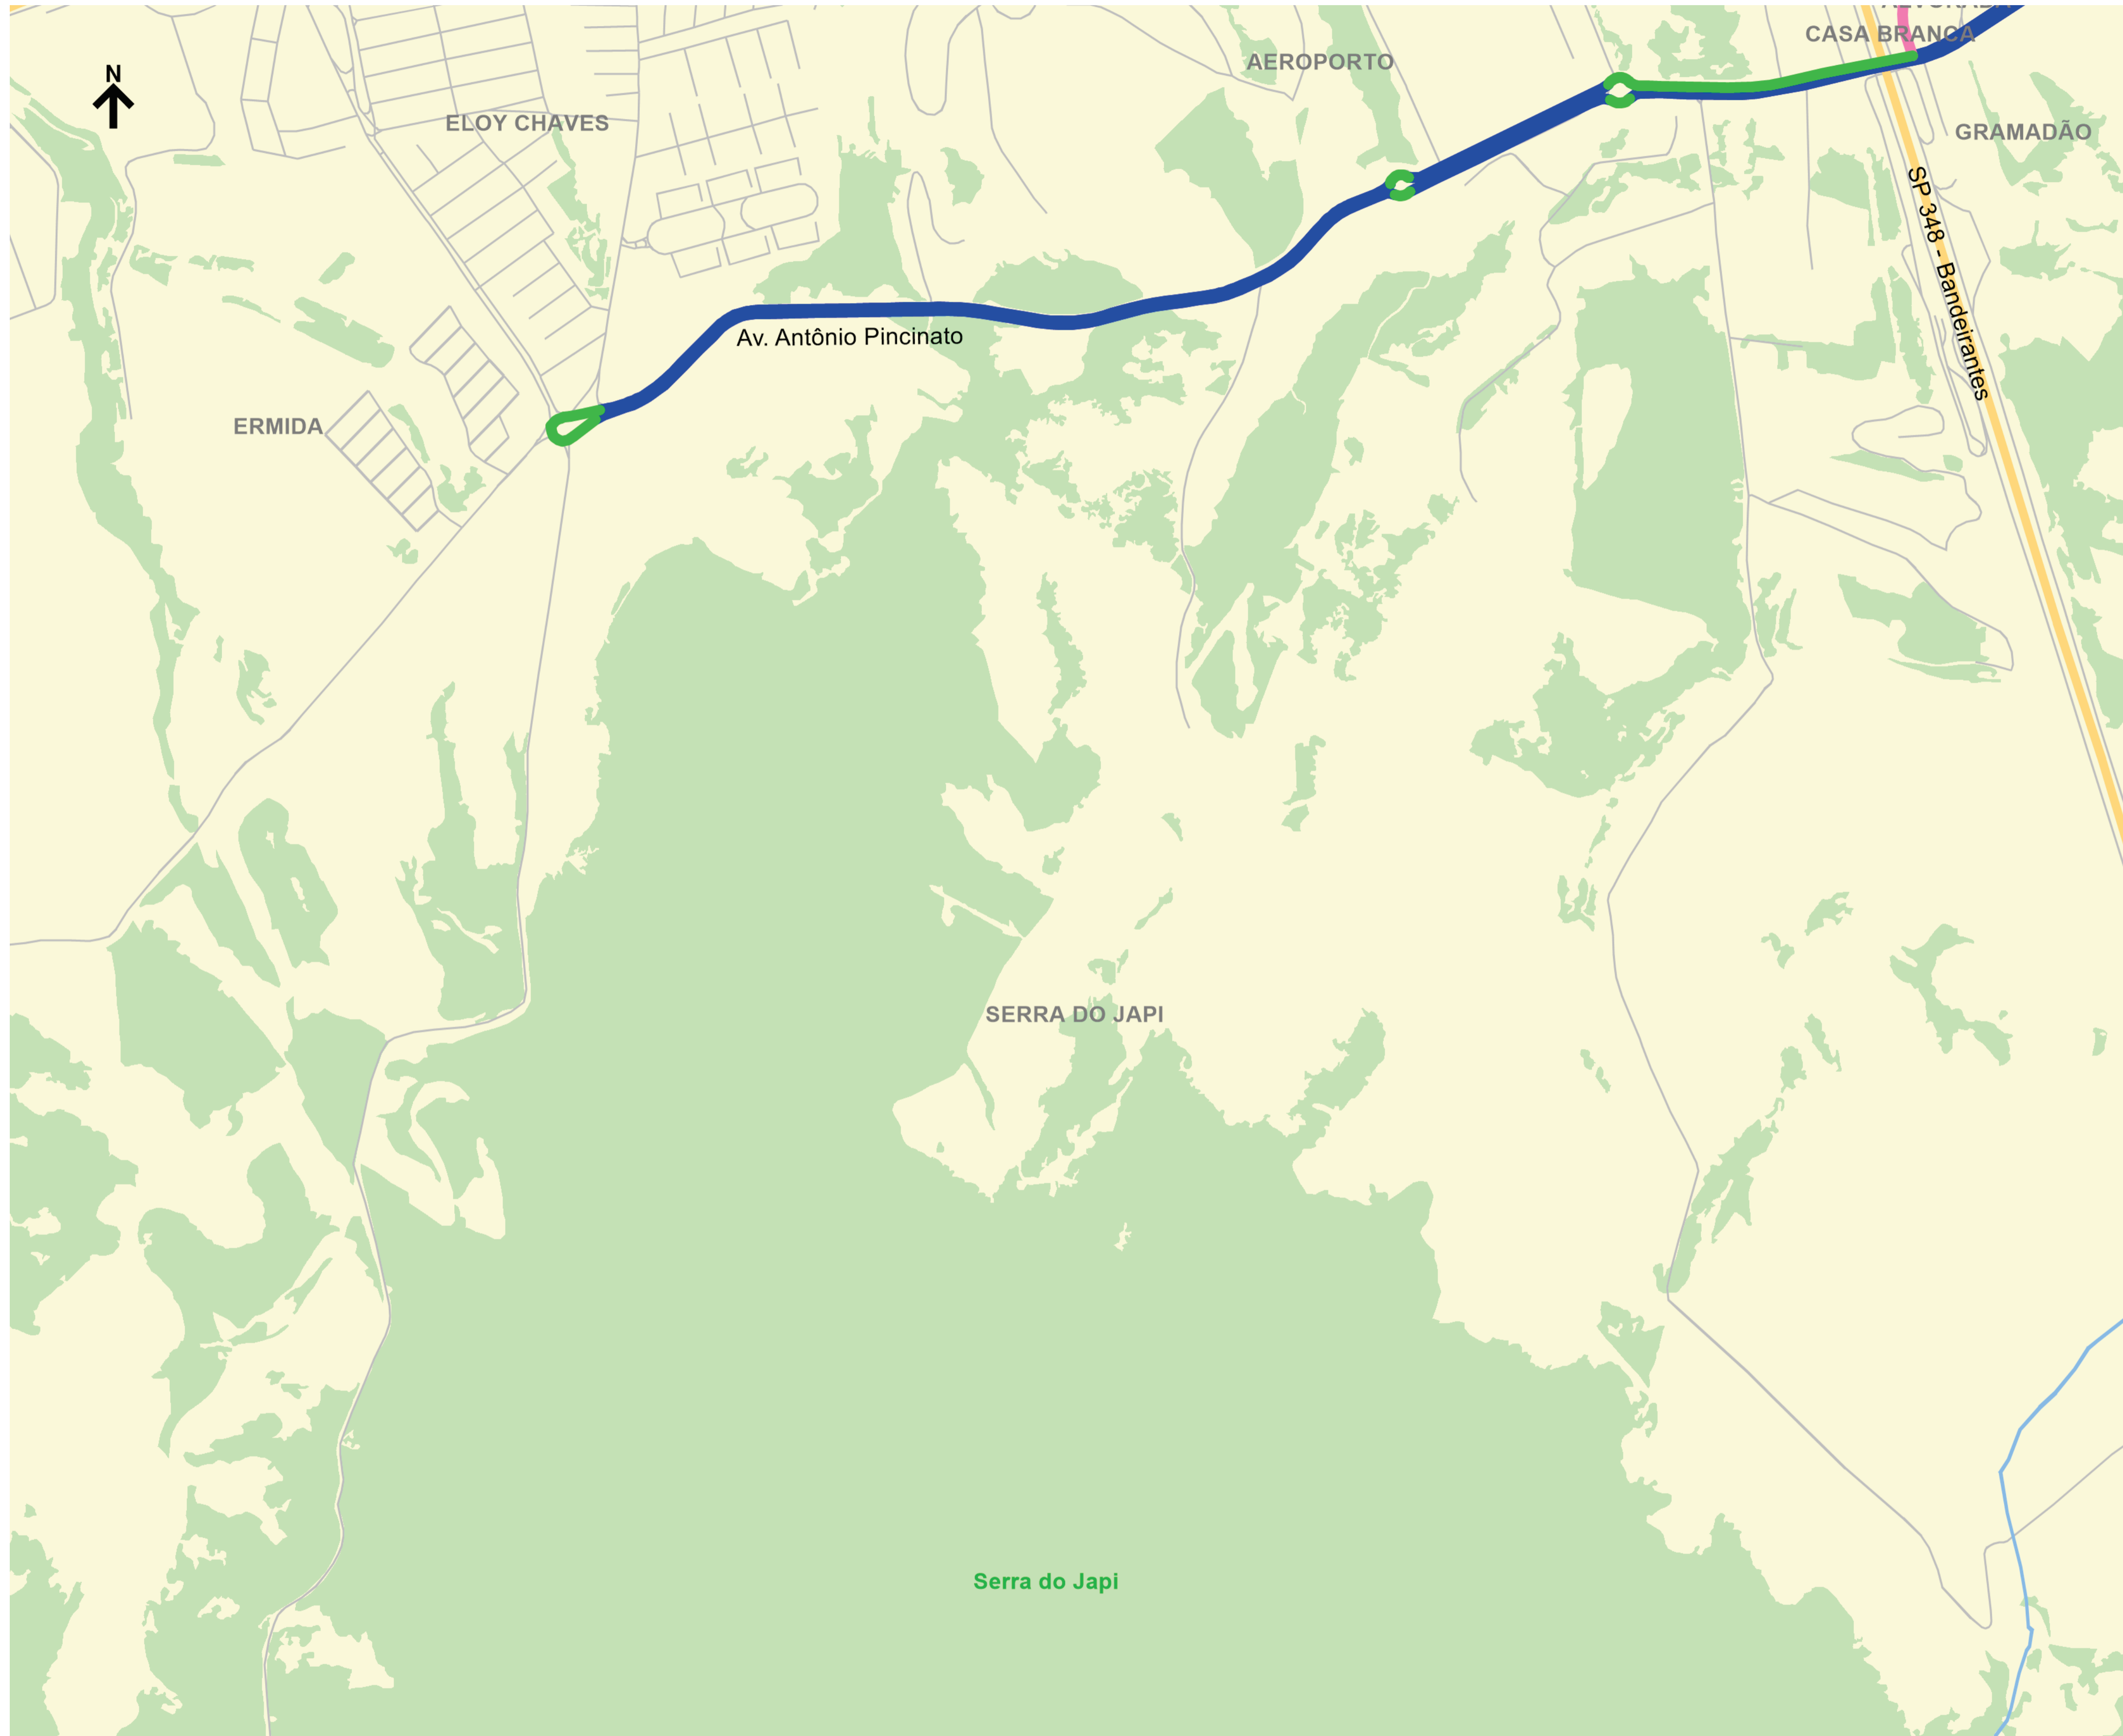 CASA BRANCA
AEROPORTO
N
ELOY CHAVES
GRAMADÃO
SP 348 - Bandeirantes
Av. Antônio Pincinato
ERMIDA
SERRA DO JAPI
Serra do Japi